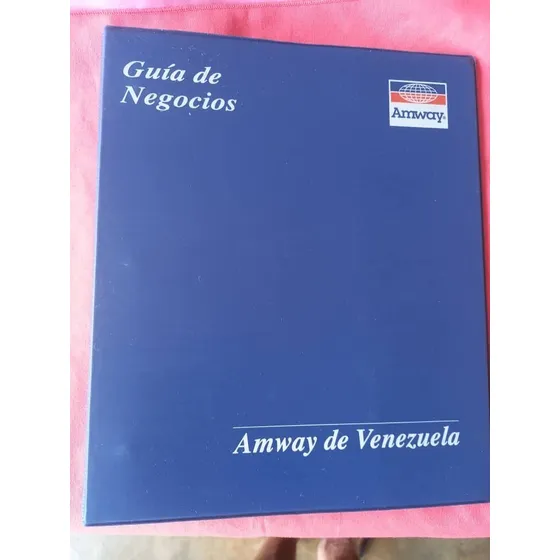 Guía de
Negocios
Amway®
Amway de Venezuela